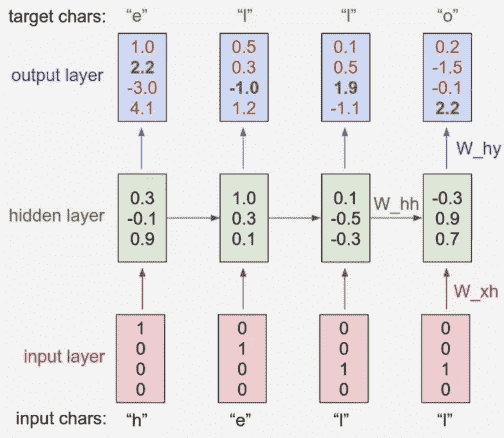 target chars: “e” “l” “l” “o”
output layer
1.0 0.5 0.1 0.2
2.2 0.3 0.5 -1.5
-3.0 -1.0 1.9 -0.1
4.1 1.2 -1.1 2.2
W_hy
hidden layer
0.3 1.0 0.1 -0.3
-0.1 0.3 -0.5 0.9
0.9 0.1 -0.3 0.7
W_hh
W_xh
input layer
1 0 0 0
0 1 0 0
0 0 1 1
0 0 0 0
input chars: “h” “e” “l” “l”